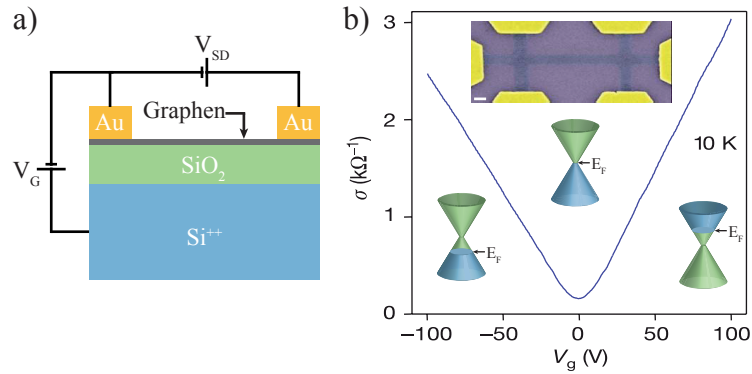 a)
V_SD
Au
Graphen
Au
V_G
SiO₂
Si⁺⁺
b)
3
2
1
0
σ (kΩ⁻¹)
10 K
E_F
E_F
E_F
−100
−50
0
50
100
V_g (V)